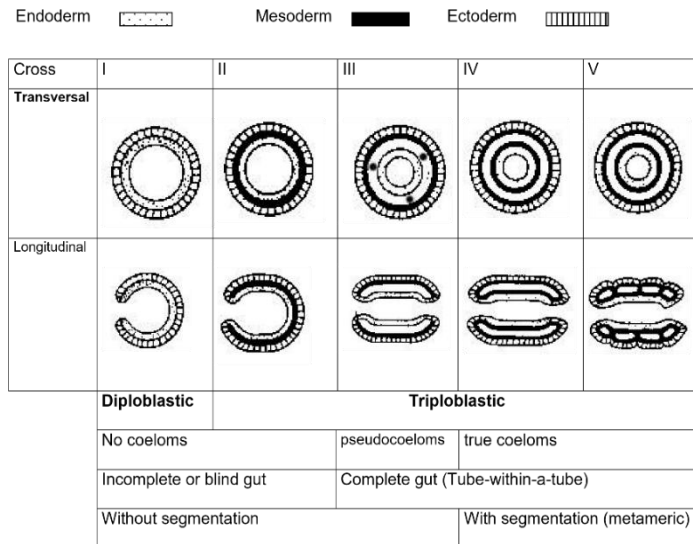 Endoderm Mesoderm Ectoderm
Cross I II III IV V
Transversal
Longitudinal
Diploblastic Triploblastic
No coeloms pseudocoeloms true coeloms
Incomplete or blind gut Complete gut (Tube-within-a-tube)
Without segmentation With segmentation (metameric)